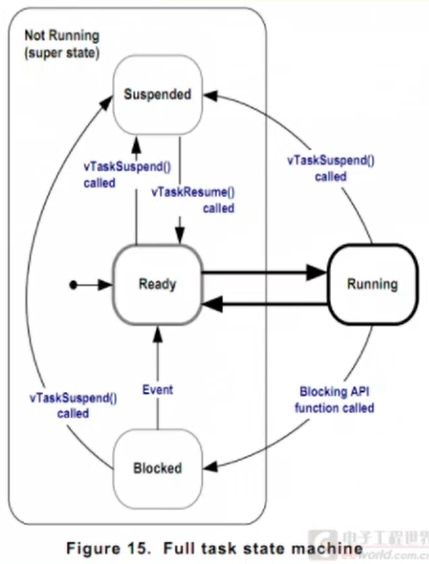 Not Running
(super state)
Suspended
vTaskSuspend()
called
vTaskResume()
called
vTaskSuspend()
called
Ready
Running
Event
vTaskSuspend()
called
Blocking API
function called
Blocked
Figure 15. Full task state machine
电子工程世界
eeworld.com.cn